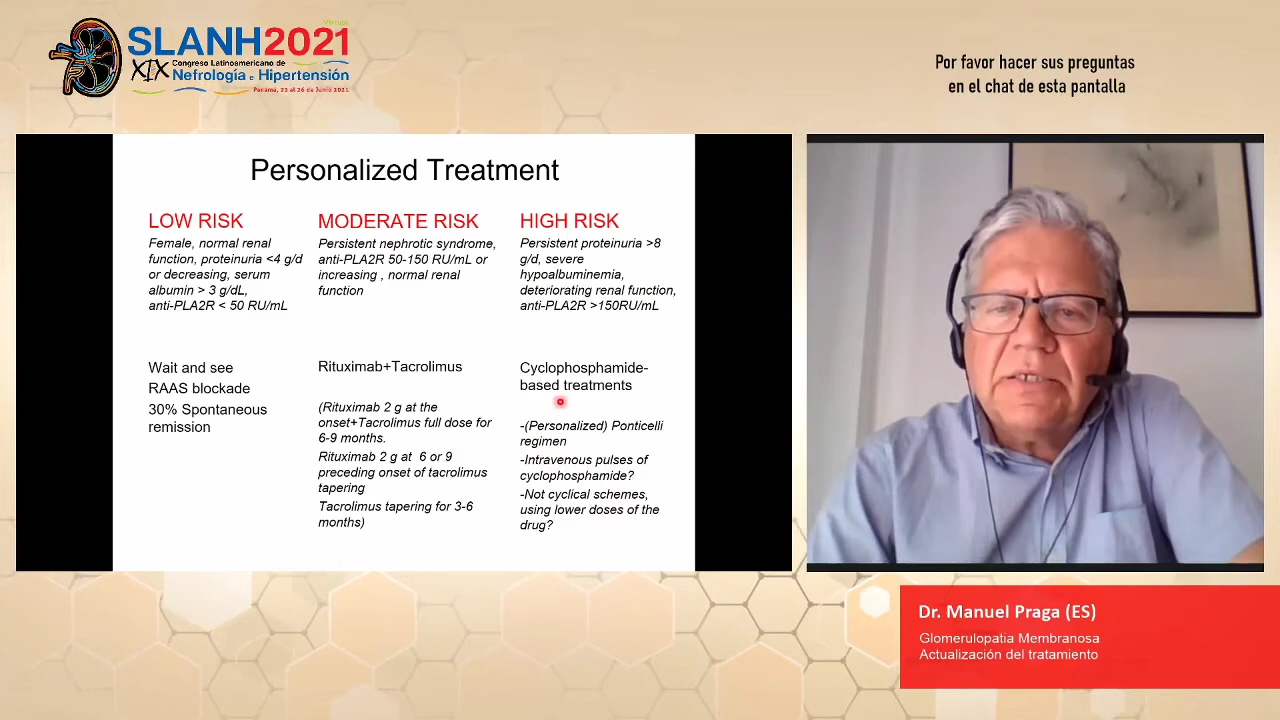 Virtual
SLANH2021
XIX Congreso Latinoamericano de
Nefrología e Hipertensión
Panamá, 23 al 26 de Junio 2021
Por favor hacer sus preguntas
en el chat de esta pantalla
Personalized Treatment
LOW RISK
Female, normal renal
function, proteinuria <4 g/d
or decreasing, serum
albumin > 3 g/dL,
anti-PLA2R < 50 RU/mL
Wait and see
RAAS blockade
30% Spontaneous
remission
MODERATE RISK
Persistent nephrotic syndrome,
anti-PLA2R 50-150 RU/mL or
increasing , normal renal
function
Rituximab+Tacrolimus
(Rituximab 2 g at the
onset+Tacrolimus full dose for
6-9 months.
Rituximab 2 g at 6 or 9
preceding onset of tacrolimus
tapering
Tacrolimus tapering for 3-6
months)
HIGH RISK
Persistent proteinuria >8
g/d, severe
hypoalbuminemia,
deteriorating renal function,
anti-PLA2R >150RU/mL
Cyclophosphamide-
based treatments
-(Personalized) Ponticelli
regimen
-Intravenous pulses of
cyclophosphamide?
-Not cyclical schemes,
using lower doses of the
drug?
Dr. Manuel Praga (ES)
Glomerulopatia Membranosa
Actualización del tratamiento